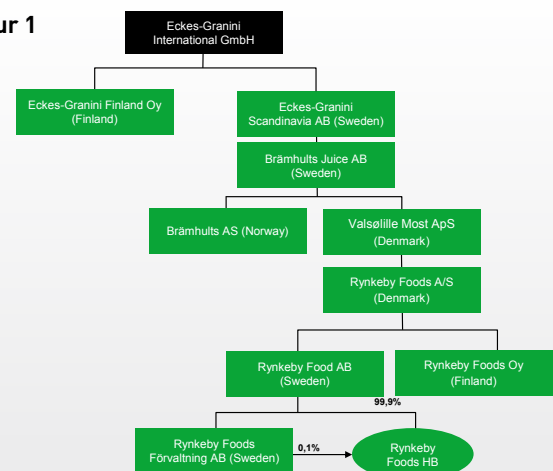 ur 1
Eckes-Granini
International GmbH
Eckes-Granini Finland Oy
(Finland)
Eckes-Granini
Scandinavia AB (Sweden)
Brämhults Juice AB
(Sweden)
Brämhults AS (Norway)
Valsølille Most ApS
(Denmark)
Rynkeby Foods A/S
(Denmark)
Rynkeby Food AB
(Sweden)
Rynkeby Foods Oy
(Finland)
99,9%
Rynkeby Foods
Förvaltning AB (Sweden)
0,1%
Rynkeby
Foods HB